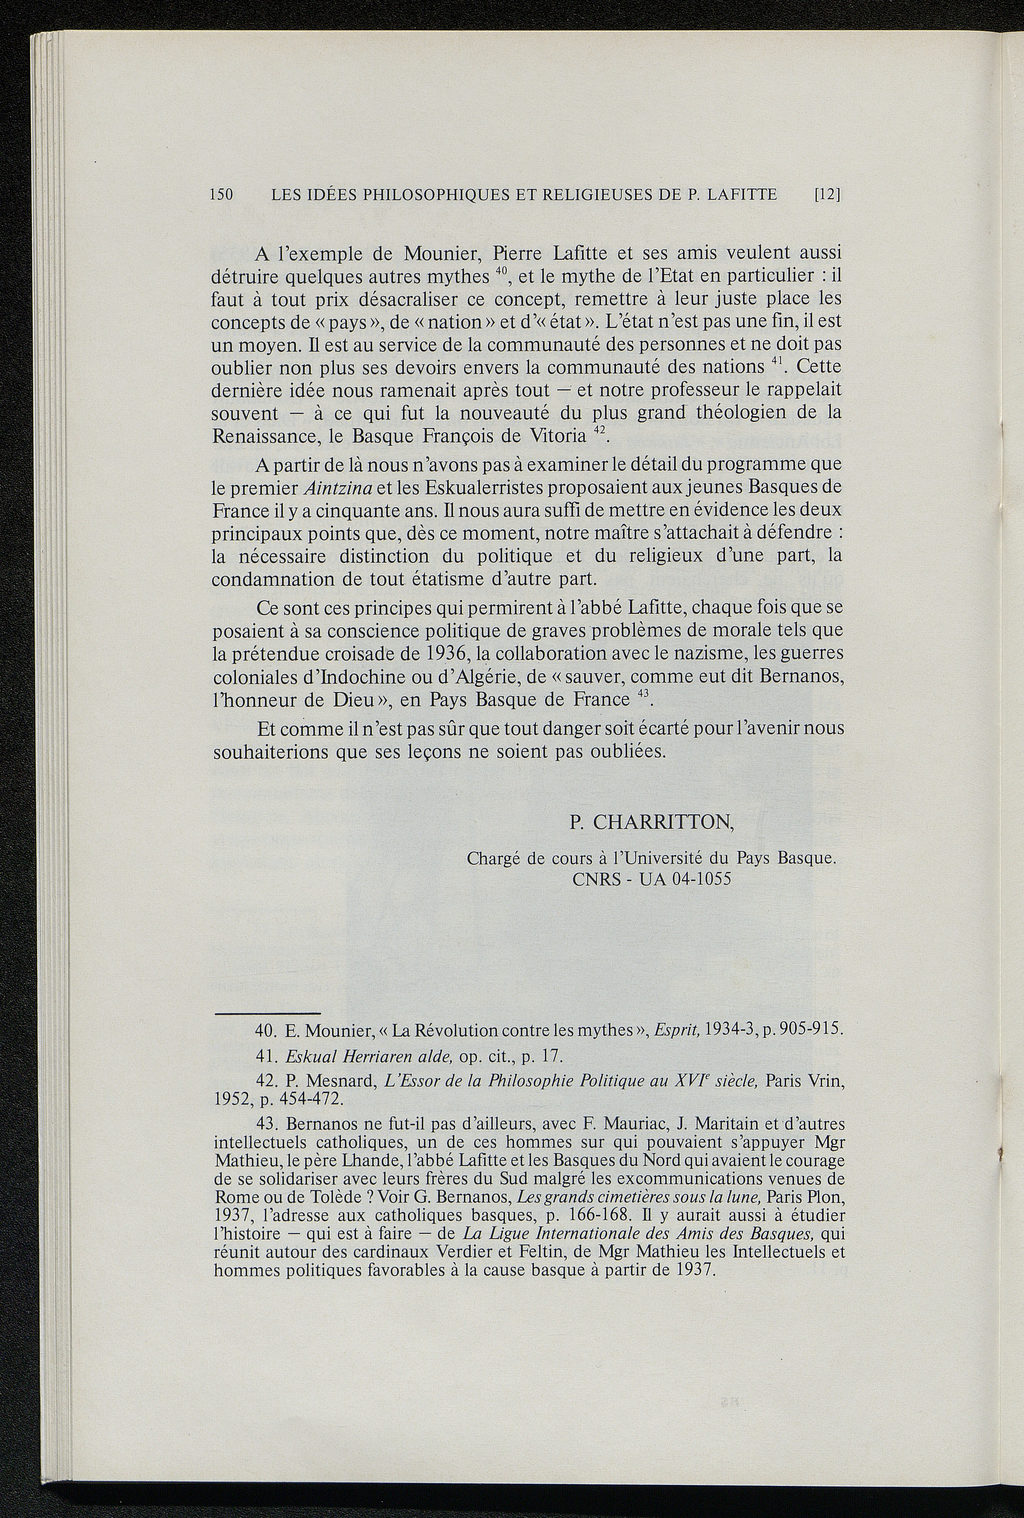 150 LES IDÉES PHILOSOPHIQUES ET RELIGIEUSES DE P. LAFITTE [12]
A l'exemple de Mounier, Pierre Lafitte et ses amis veulent aussi
détruire quelques autres mythes ⁴⁰, et le mythe de l'Etat en particulier : il
faut à tout prix désacraliser ce concept, remettre à leur juste place les
concepts de « pays », de « nation » et d'« état ». L'état n'est pas une fin, il est
un moyen. Il est au service de la communauté des personnes et ne doit pas
oublier non plus ses devoirs envers la communauté des nations ⁴¹. Cette
dernière idée nous ramenait après tout — et notre professeur le rappelait
souvent — à ce qui fut la nouveauté du plus grand théologien de la
Renaissance, le Basque François de Vitoria ⁴².
A partir de là nous n'avons pas à examiner le détail du programme que
le premier Aintzina et les Eskualerristes proposaient aux jeunes Basques de
France il y a cinquante ans. Il nous aura suffi de mettre en évidence les deux
principaux points que, dès ce moment, notre maître s'attachait à défendre :
la nécessaire distinction du politique et du religieux d'une part, la
condamnation de tout étatisme d'autre part.
Ce sont ces principes qui permirent à l'abbé Lafitte, chaque fois que se
posaient à sa conscience politique de graves problèmes de morale tels que
la prétendue croisade de 1936, la collaboration avec le nazisme, les guerres
coloniales d'Indochine ou d'Algérie, de « sauver, comme eut dit Bernanos,
l'honneur de Dieu », en Pays Basque de France ⁴³.
Et comme il n'est pas sûr que tout danger soit écarté pour l'avenir nous
souhaiterions que ses leçons ne soient pas oubliées.
P. CHARRITTON,
Chargé de cours à l'Université du Pays Basque.
CNRS - UA 04-1055
40. E. Mounier, « La Révolution contre les mythes », Esprit, 1934-3, p. 905-915.
41. Eskual Herriaren alde, op. cit., p. 17.
42. P. Mesnard, L'Essor de la Philosophie Politique au XVIᵉ siècle, Paris Vrin,
1952, p. 454-472.
43. Bernanos ne fut-il pas d'ailleurs, avec F. Mauriac, J. Maritain et d'autres
intellectuels catholiques, un de ces hommes sur qui pouvaient s'appuyer Mgr
Mathieu, le père Lhande, l'abbé Lafitte et les Basques du Nord qui avaient le courage
de se solidariser avec leurs frères du Sud malgré les excommunications venues de
Rome ou de Tolède ? Voir G. Bernanos, Les grands cimetières sous la lune, Paris Plon,
1937, l'adresse aux catholiques basques, p. 166-168. Il y aurait aussi à étudier
l'histoire — qui est à faire — de La Ligue Internationale des Amis des Basques, qui
réunit autour des cardinaux Verdier et Feltin, de Mgr Mathieu les Intellectuels et
hommes politiques favorables à la cause basque à partir de 1937.